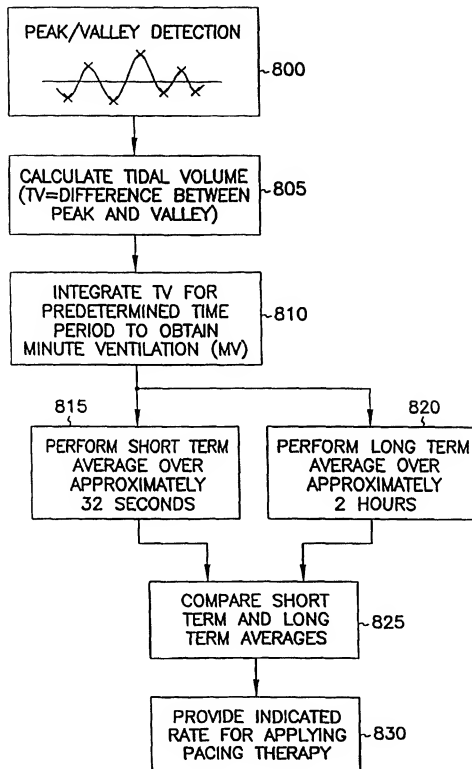 PEAK/VALLEY DETECTION
800
CALCULATE TIDAL VOLUME
(TV=DIFFERENCE BETWEEN
PEAK AND VALLEY)
805
INTEGRATE TV FOR
PREDETERMINED TIME
PERIOD TO OBTAIN
MINUTE VENTILATION (MV)
810
815
PERFORM SHORT TERM
AVERAGE OVER
APPROXIMATELY
32 SECONDS
820
PERFORM LONG TERM
AVERAGE OVER
APPROXIMATELY
2 HOURS
COMPARE SHORT
TERM AND LONG
TERM AVERAGES
825
PROVIDE INDICATED
RATE FOR APPLYING
PACING THERAPY
830